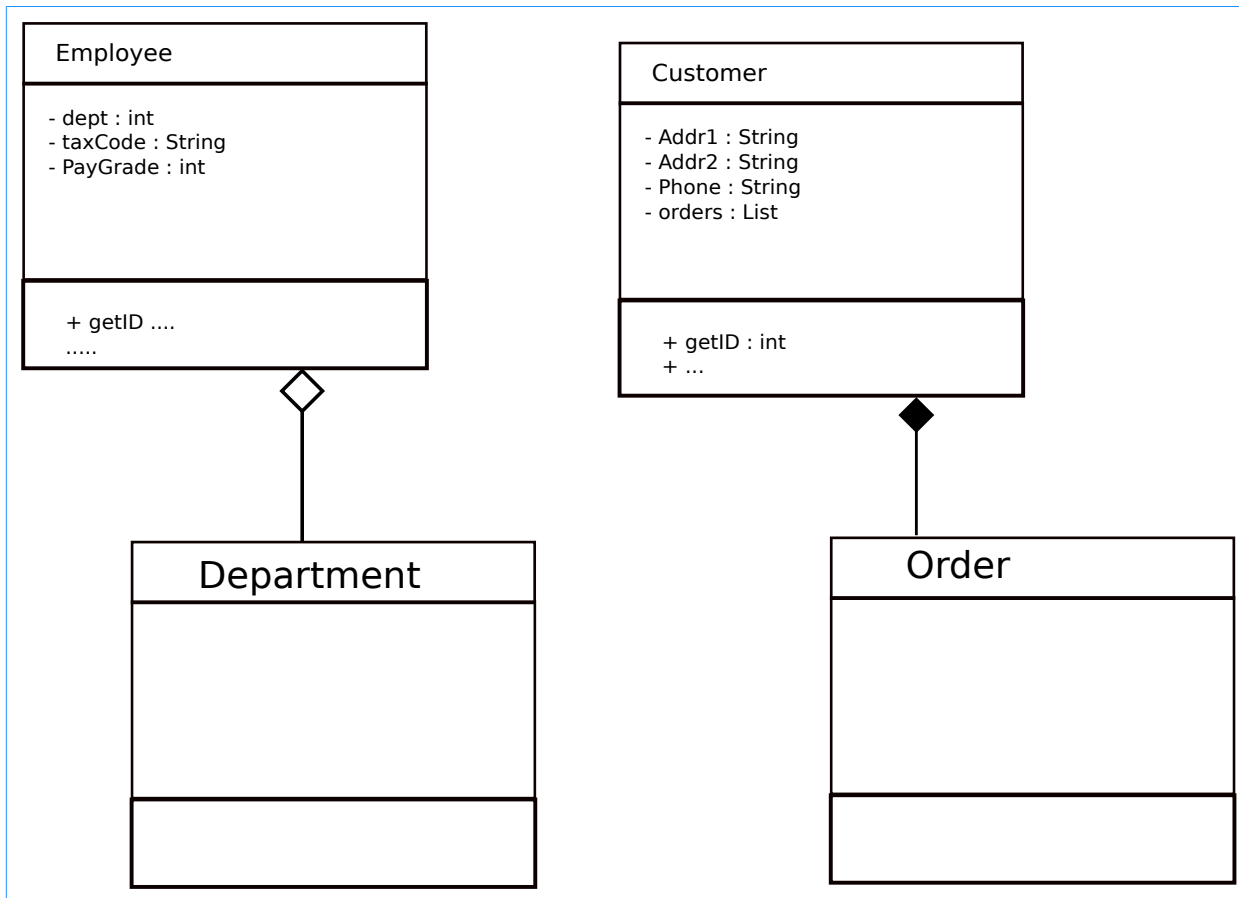 Employee
- dept : int
- taxCode : String
- PayGrade : int
+ getID ....
.....
Customer
- Addr1 : String
- Addr2 : String
- Phone : String
- orders : List
+ getID : int
+ ...
Department
Order